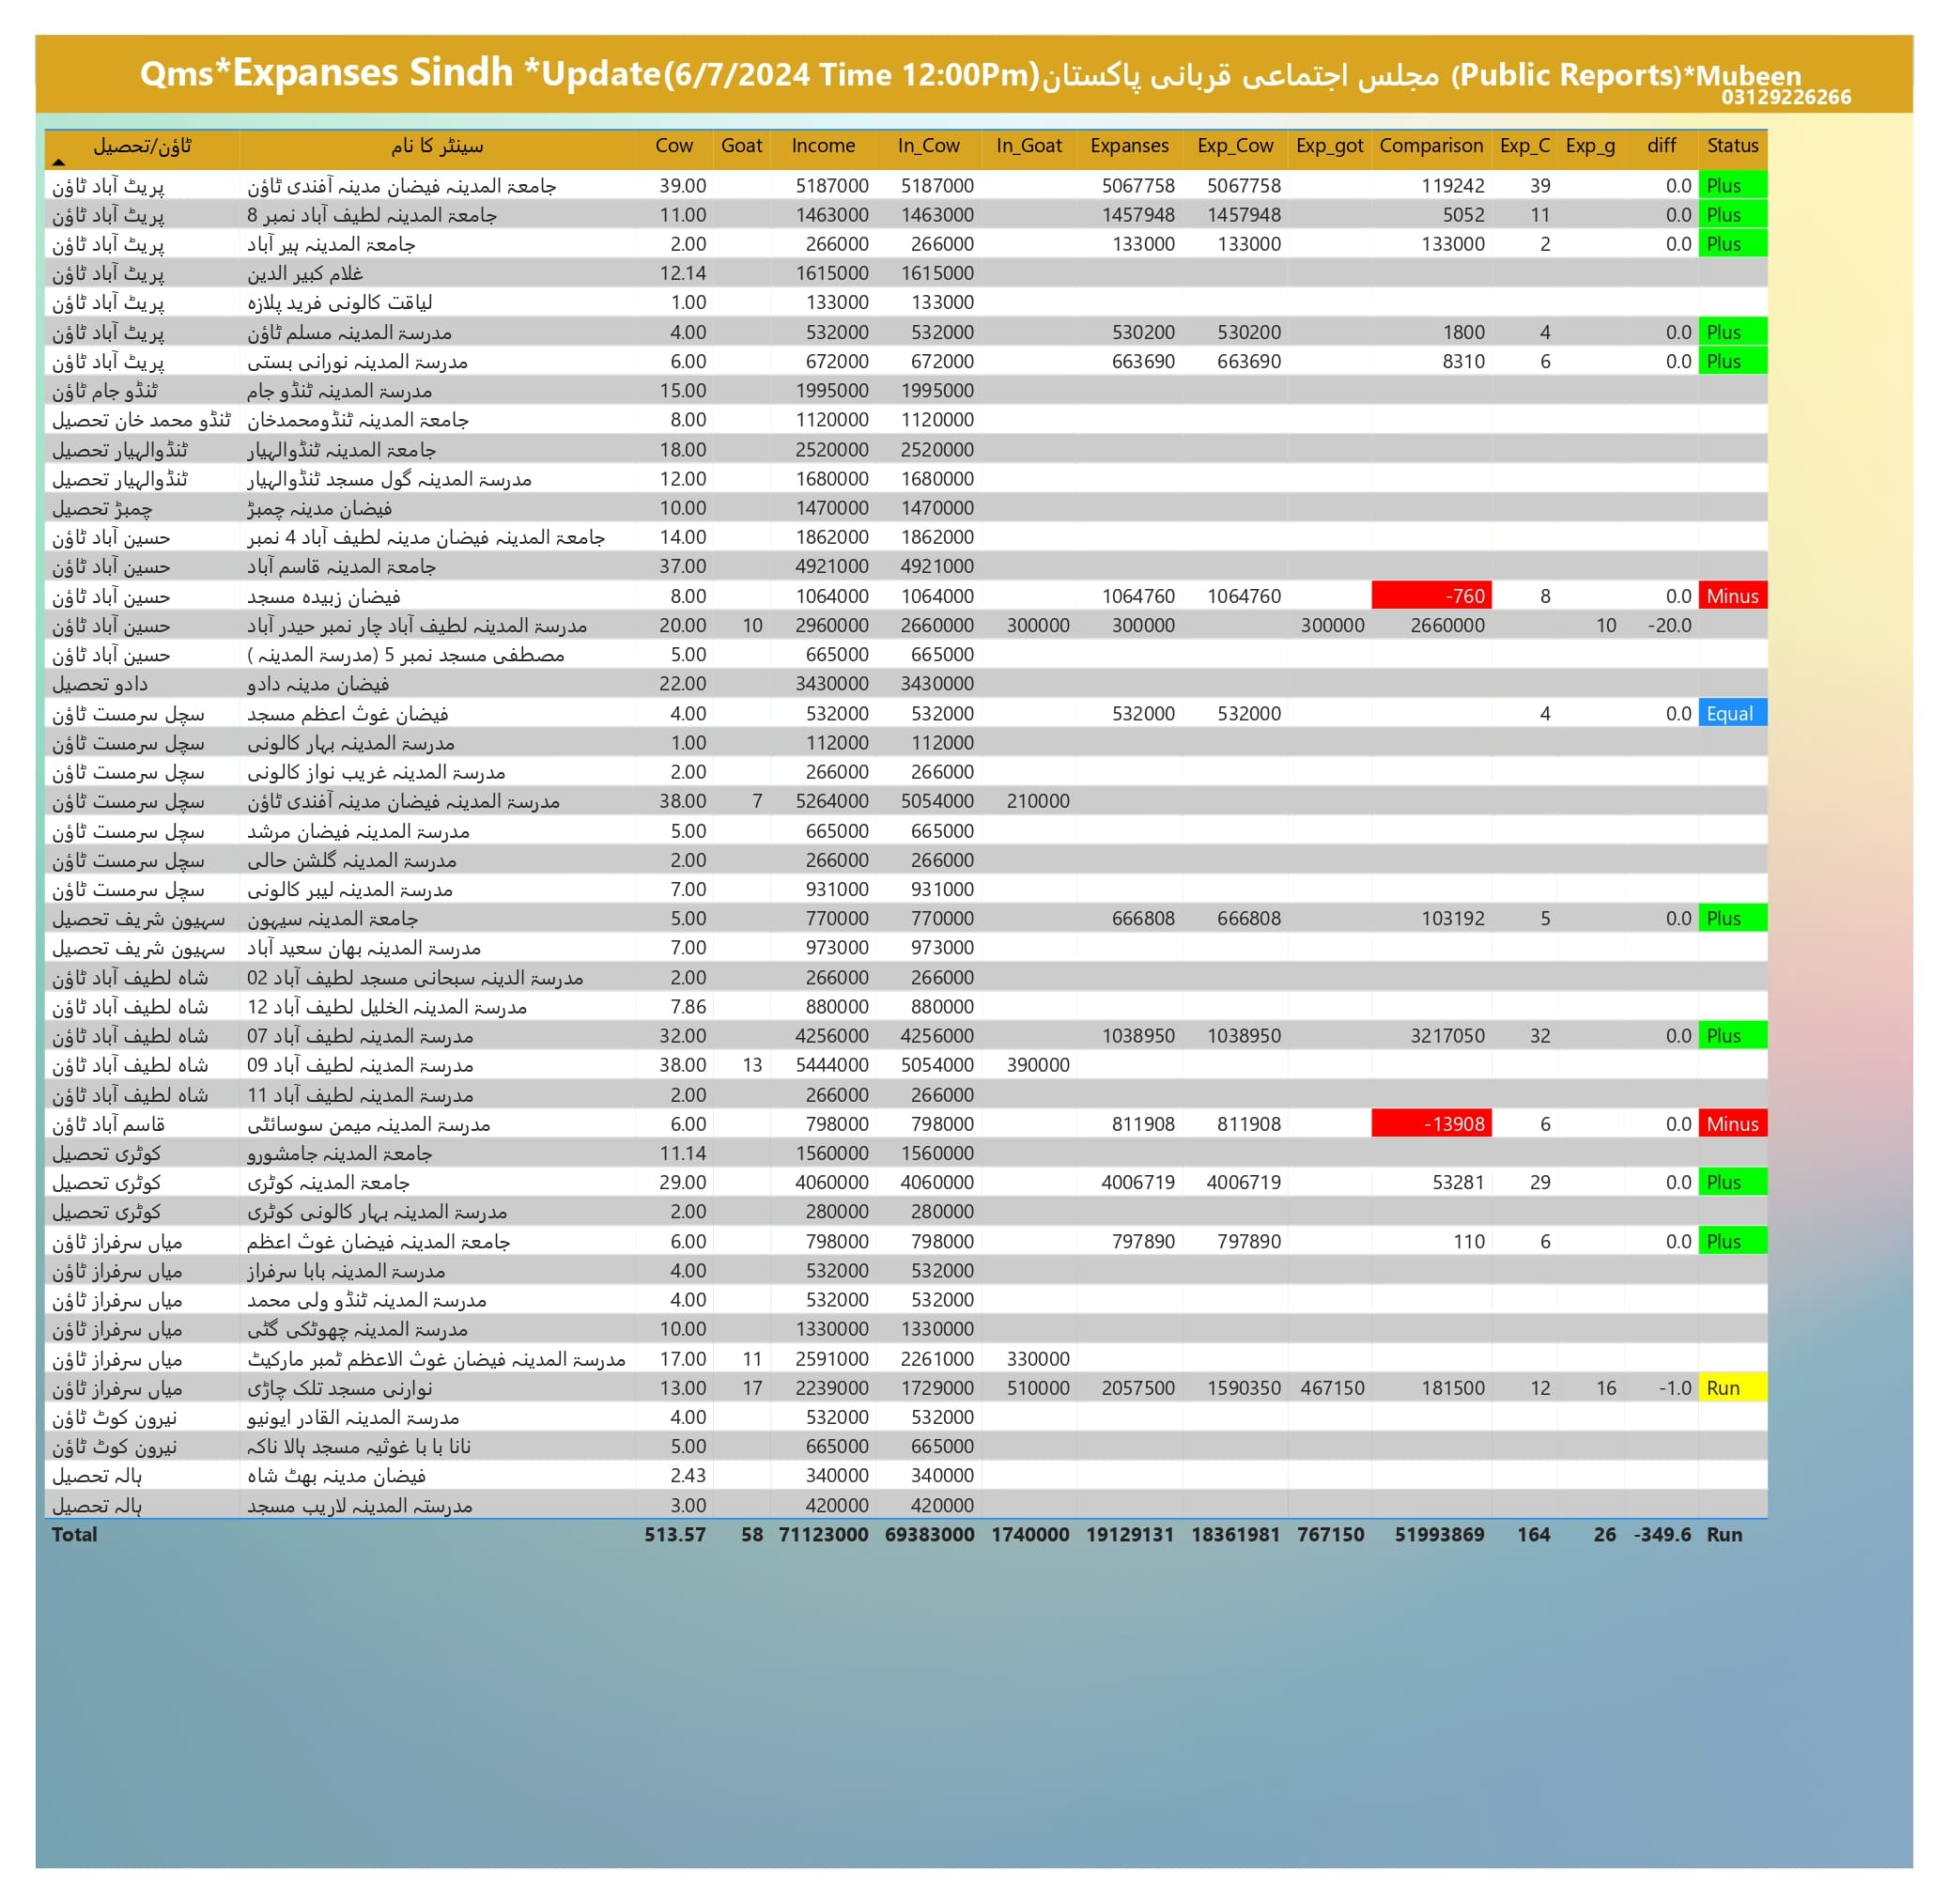 Qms*Expanses Sindh *Update(6/7/2024 Time 12:00Pm)مجلس اجتماعی قربانی پاکستان (Public Reports)*Mubeen
03129226266
ٹاؤن/تحصیل سینٹر کا نام Cow Goat Income In_Cow In_Goat Expanses Exp_Cow Exp_got Comparison Exp_C Exp_g diff Status
پریٹ آباد ٹاؤن جامعۃ المدینہ فیضان مدینہ آفندی ٹاؤن 39.00 5187000 5187000 5067758 5067758 119242 39 0.0 Plus
پریٹ آباد ٹاؤن جامعۃ المدینہ لطیف آباد نمبر 8 11.00 1463000 1463000 1457948 1457948 5052 11 0.0 Plus
پریٹ آباد ٹاؤن جامعۃ المدینہ ہیر آباد 2.00 266000 266000 133000 133000 133000 2 0.0 Plus
پریٹ آباد ٹاؤن غلام کبیر الدین 12.14 1615000 1615000
پریٹ آباد ٹاؤن لیاقت کالونی فرید پلازہ 1.00 133000 133000
پریٹ آباد ٹاؤن مدرسۃ المدینہ مسلم ٹاؤن 4.00 532000 532000 530200 530200 1800 4 0.0 Plus
پریٹ آباد ٹاؤن مدرسۃ المدینہ نورانی بستی 6.00 672000 672000 663690 663690 8310 6 0.0 Plus
ٹنڈو جام ٹاؤن مدرسۃ المدینہ ٹنڈو جام 15.00 1995000 1995000
ٹنڈو محمد خان تحصیل جامعۃ المدینہ ٹنڈومحمدخان 8.00 1120000 1120000
ٹنڈوالہیار تحصیل جامعۃ المدینہ ٹنڈوالہیار 18.00 2520000 2520000
ٹنڈوالہیار تحصیل مدرسۃ المدینہ گول مسجد ٹنڈوالہیار 12.00 1680000 1680000
چمبڑ تحصیل فیضان مدینہ چمبڑ 10.00 1470000 1470000
حسین آباد ٹاؤن جامعۃ المدینہ فیضان مدینہ لطیف آباد 4 نمبر 14.00 1862000 1862000
حسین آباد ٹاؤن جامعۃ المدینہ قاسم آباد 37.00 4921000 4921000
حسین آباد ٹاؤن فیضان زبیدہ مسجد 8.00 1064000 1064000 1064760 1064760 -760 8 0.0 Minus
حسین آباد ٹاؤن مدرسۃ المدینہ لطیف آباد چار نمبر حیدر آباد 20.00 10 2960000 2660000 300000 300000 300000 2660000 10 -20.0
حسین آباد ٹاؤن مصطفی مسجد نمبر 5 (مدرسۃ المدینہ ) 5.00 665000 665000
دادو تحصیل فیضان مدینہ دادو 22.00 3430000 3430000
سچل سرمست ٹاؤن فیضان غوث اعظم مسجد 4.00 532000 532000 532000 532000 4 0.0 Equal
سچل سرمست ٹاؤن مدرسۃ المدینہ بہار کالونی 1.00 112000 112000
سچل سرمست ٹاؤن مدرسۃ المدینہ غریب نواز کالونی 2.00 266000 266000
سچل سرمست ٹاؤن مدرسۃ المدینہ فیضان مدینہ آفندی ٹاؤن 38.00 7 5264000 5054000 210000
سچل سرمست ٹاؤن مدرسۃ المدینہ فیضان مرشد 5.00 665000 665000
سچل سرمست ٹاؤن مدرسۃ المدینہ گلشن حالی 2.00 266000 266000
سچل سرمست ٹاؤن مدرسۃ المدینہ لیبر کالونی 7.00 931000 931000
سہیون شریف تحصیل جامعۃ المدینہ سیہون 5.00 770000 770000 666808 666808 103192 5 0.0 Plus
سہیون شریف تحصیل مدرسۃ المدینہ بھان سعید آباد 7.00 973000 973000
شاہ لطیف آباد ٹاؤن مدرسۃ الدینہ سبحانی مسجد لطیف آباد 02 2.00 266000 266000
شاہ لطیف آباد ٹاؤن مدرسۃ المدینہ الخلیل لطیف آباد 12 7.86 880000 880000
شاہ لطیف آباد ٹاؤن مدرسۃ المدینہ لطیف آباد 07 32.00 4256000 4256000 1038950 1038950 3217050 32 0.0 Plus
شاہ لطیف آباد ٹاؤن مدرسۃ المدینہ لطیف آباد 09 38.00 13 5444000 5054000 390000
شاہ لطیف آباد ٹاؤن مدرسۃ المدینہ لطیف آباد 11 2.00 266000 266000
قاسم آباد ٹاؤن مدرسۃ المدینہ میمن سوسائٹی 6.00 798000 798000 811908 811908 -13908 6 0.0 Minus
کوٹری تحصیل جامعۃ المدینہ جامشورو 11.14 1560000 1560000
کوٹری تحصیل جامعۃ المدینہ کوٹری 29.00 4060000 4060000 4006719 4006719 53281 29 0.0 Plus
کوٹری تحصیل مدرسۃ المدینہ بہار کالونی کوٹری 2.00 280000 280000
میاں سرفراز ٹاؤن جامعۃ المدینہ فیضان غوث اعظم 6.00 798000 798000 797890 797890 110 6 0.0 Plus
میاں سرفراز ٹاؤن مدرسۃ المدینہ بابا سرفراز 4.00 532000 532000
میاں سرفراز ٹاؤن مدرسۃ المدینہ ٹنڈو ولی محمد 4.00 532000 532000
میاں سرفراز ٹاؤن مدرسۃ المدینہ چھوٹکی گٹی 10.00 1330000 1330000
میاں سرفراز ٹاؤن مدرسۃ المدینہ فیضان غوث الاعظم ٹمبر مارکیٹ 17.00 11 2591000 2261000 330000
میاں سرفراز ٹاؤن نوارنی مسجد تلک چاڑی 13.00 17 2239000 1729000 510000 2057500 1590350 467150 181500 12 16 -1.0 Run
نیرون کوٹ ٹاؤن مدرسۃ المدینہ القادر ایونیو 4.00 532000 532000
نیرون کوٹ ٹاؤن نانا با با غوثیہ مسجد ہالا ناکہ 5.00 665000 665000
ہالہ تحصیل فیضان مدینہ بھٹ شاہ 2.43 340000 340000
ہالہ تحصیل مدرستہ المدینہ لاریب مسجد 3.00 420000 420000
Total 513.57 58 71123000 69383000 1740000 19129131 18361981 767150 51993869 164 26 -349.6 Run